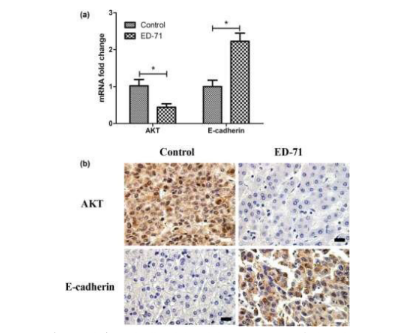 (a)
Control
ED-71
mRNA fold change
3
2
1
0
*
*
AKT
E-cadherin
(b)
Control
ED-71
AKT
E-cadherin